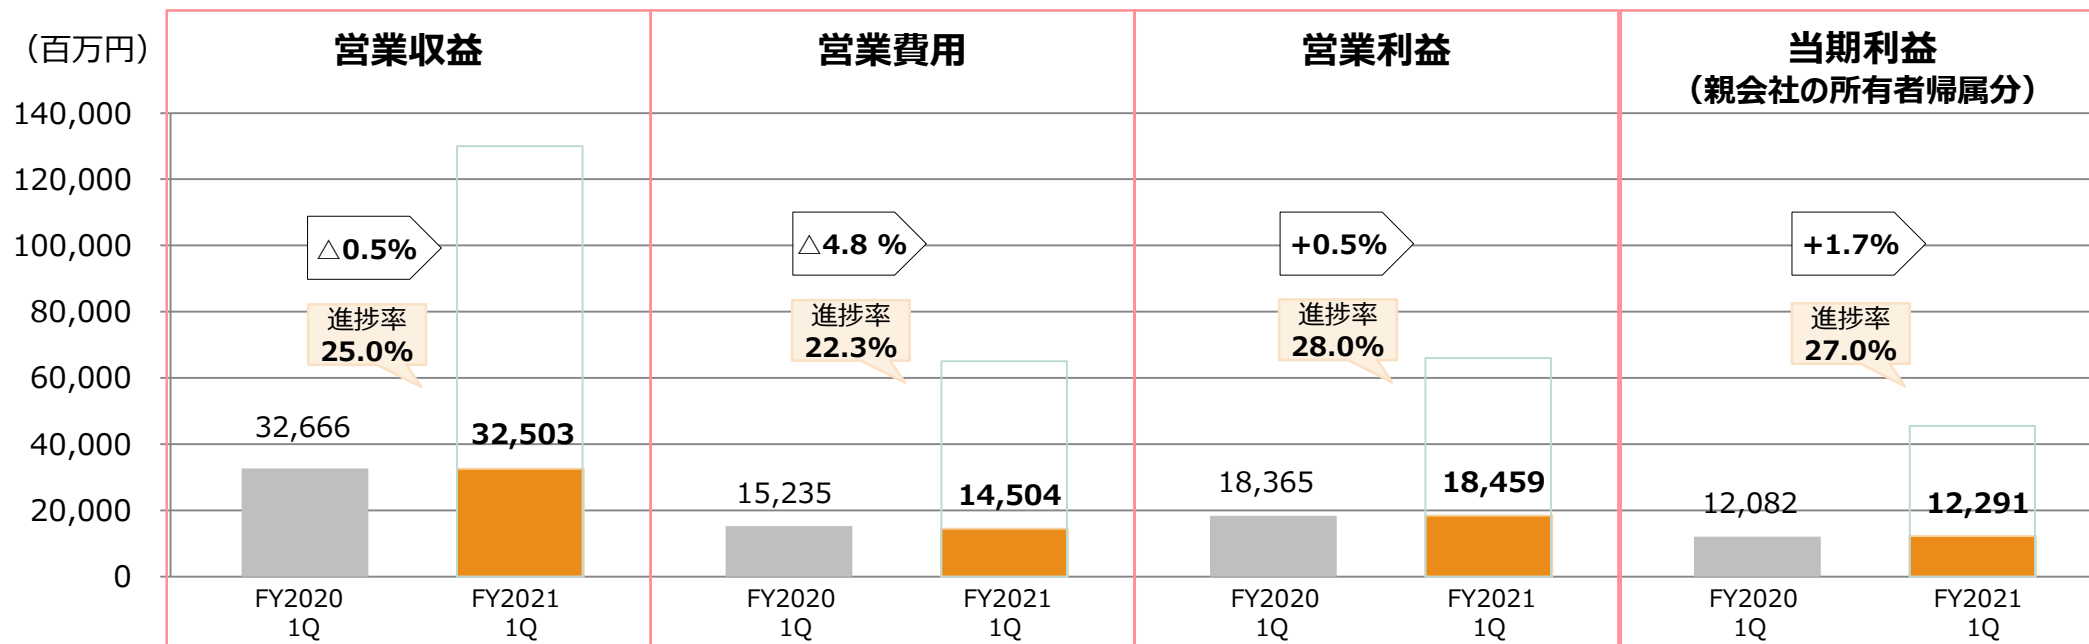 （百万円）
営業収益
営業費用
営業利益
当期利益
（親会社の所有者帰属分）
140,000
120,000
100,000
80,000
60,000
40,000
20,000
0
△0.5%
進捗率
25.0%
32,666
32,503
FY2020
1Q
FY2021
1Q
△4.8 %
進捗率
22.3%
15,235
14,504
FY2020
1Q
FY2021
1Q
+0.5%
進捗率
28.0%
18,365
18,459
FY2020
1Q
FY2021
1Q
+1.7%
進捗率
27.0%
12,082
12,291
FY2020
1Q
FY2021
1Q